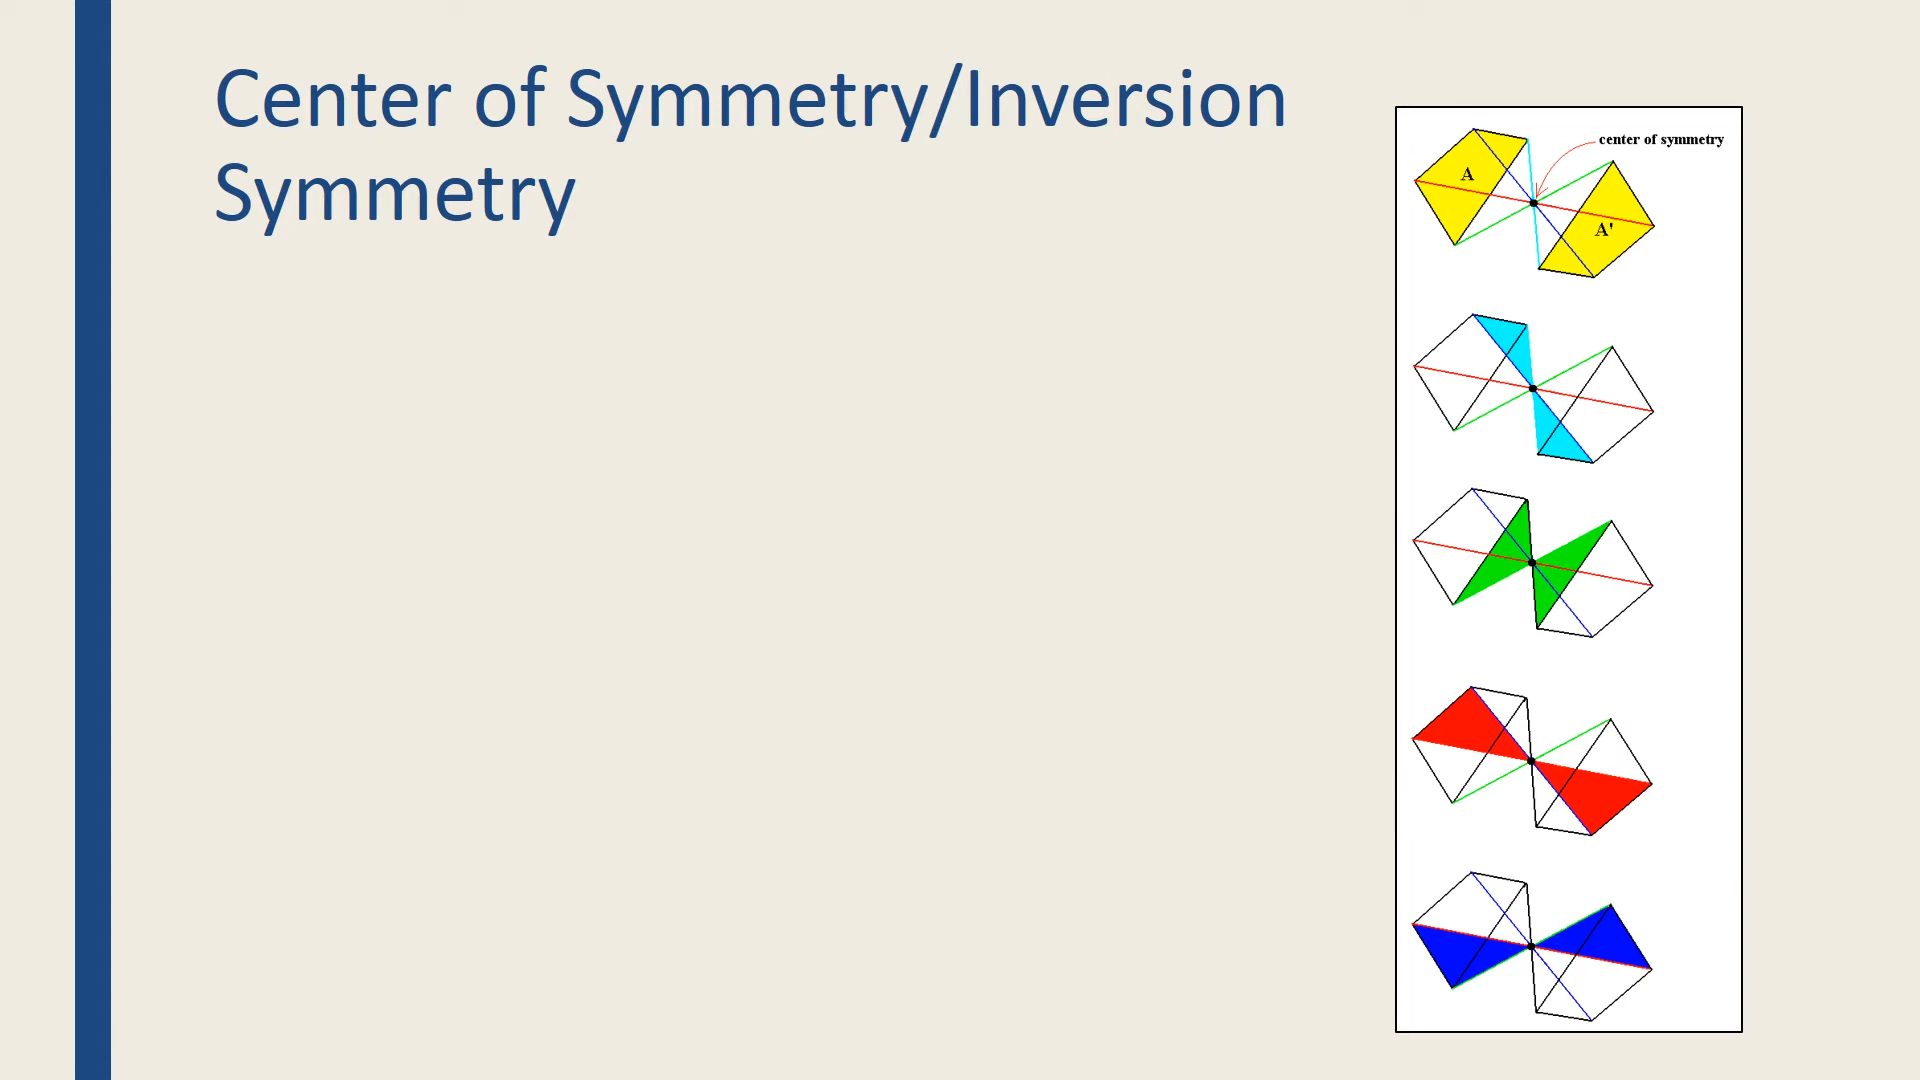 Center of Symmetry/Inversion
Symmetry
center of symmetry
A
A'